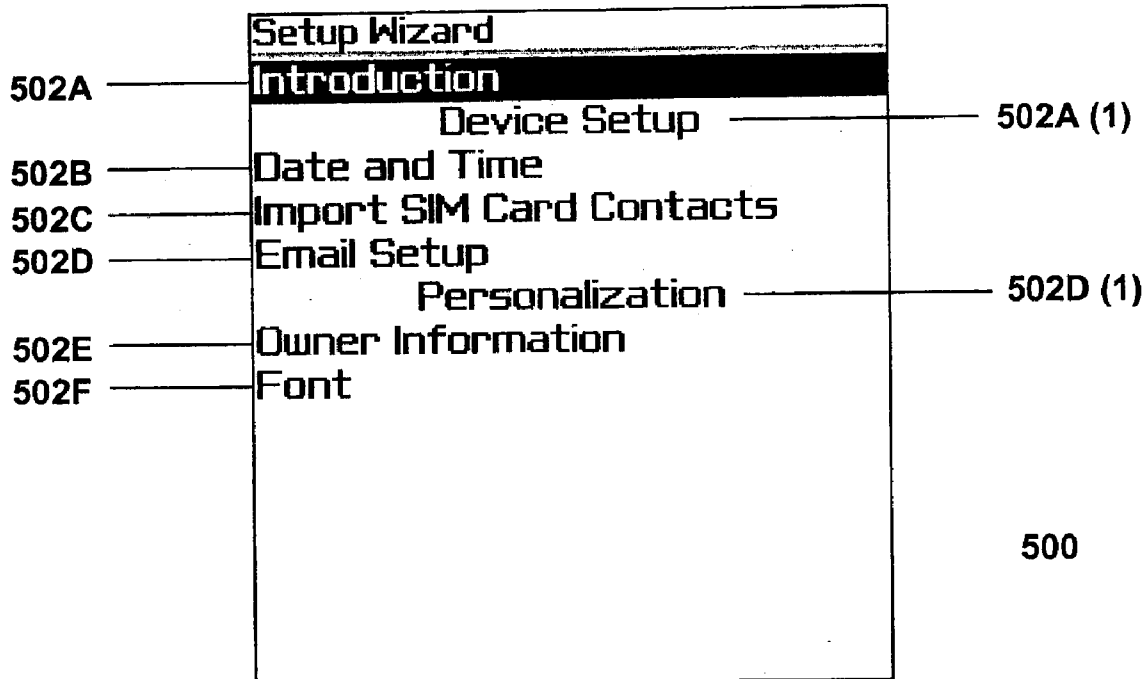 Setup Wizard
502A Introduction
Device Setup 502A (1)
502B Date and Time
502C Import SIM Card Contacts
502D Email Setup
Personalization 502D (1)
502E Owner Information
502F Font
500